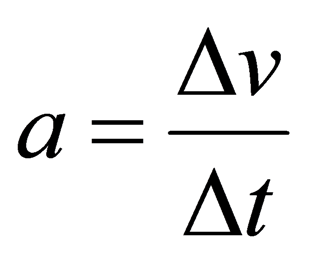 a = Δv / Δt